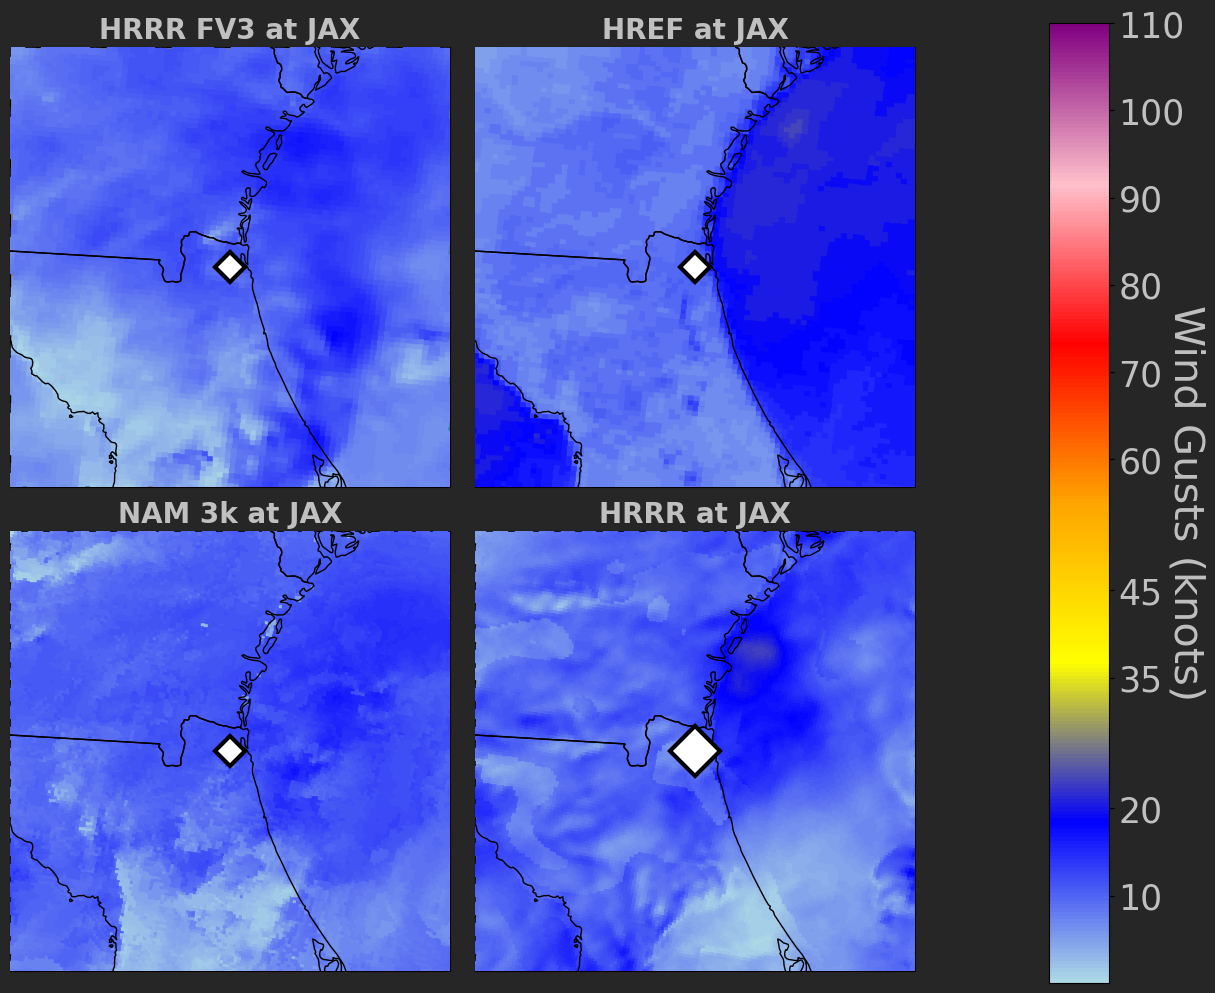 HRRR FV3 at JAX
HREF at JAX
NAM 3k at JAX
HRRR at JAX
110
100
90
80
70
60
45
35
20
10
Wind Gusts (knots)